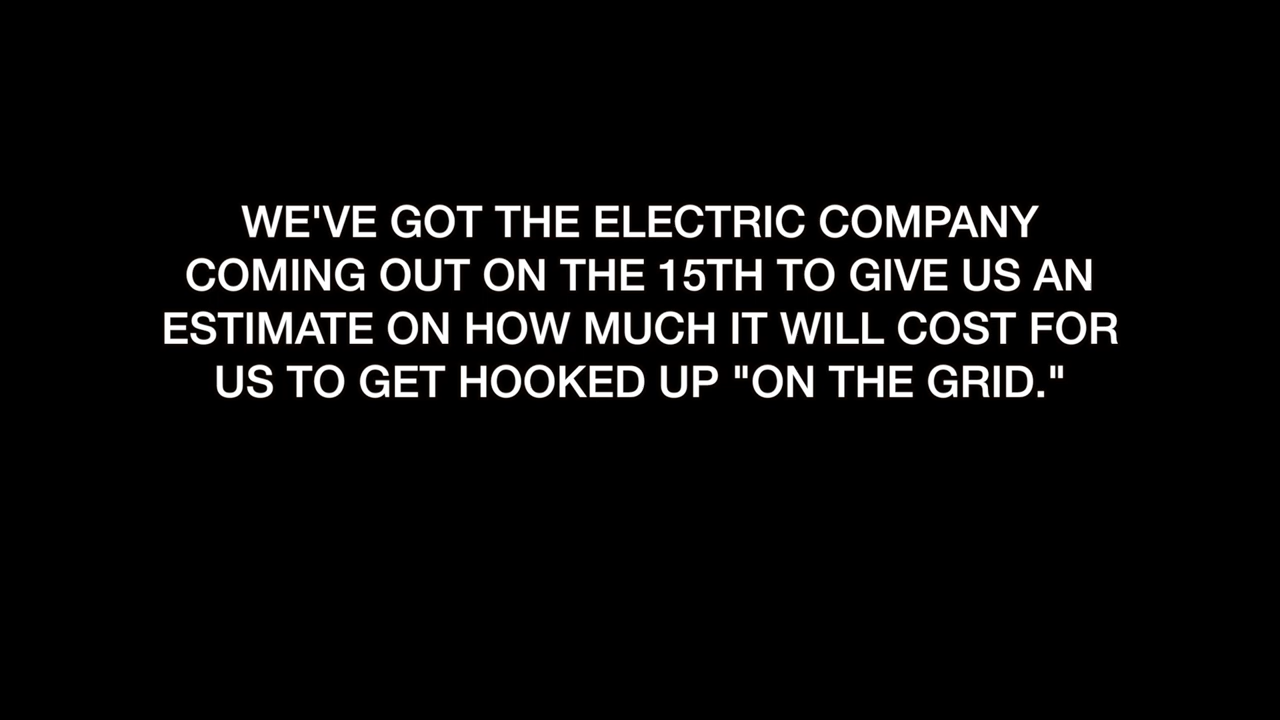 WE'VE GOT THE ELECTRIC COMPANY
COMING OUT ON THE 15TH TO GIVE US AN
ESTIMATE ON HOW MUCH IT WILL COST FOR
US TO GET HOOKED UP "ON THE GRID."